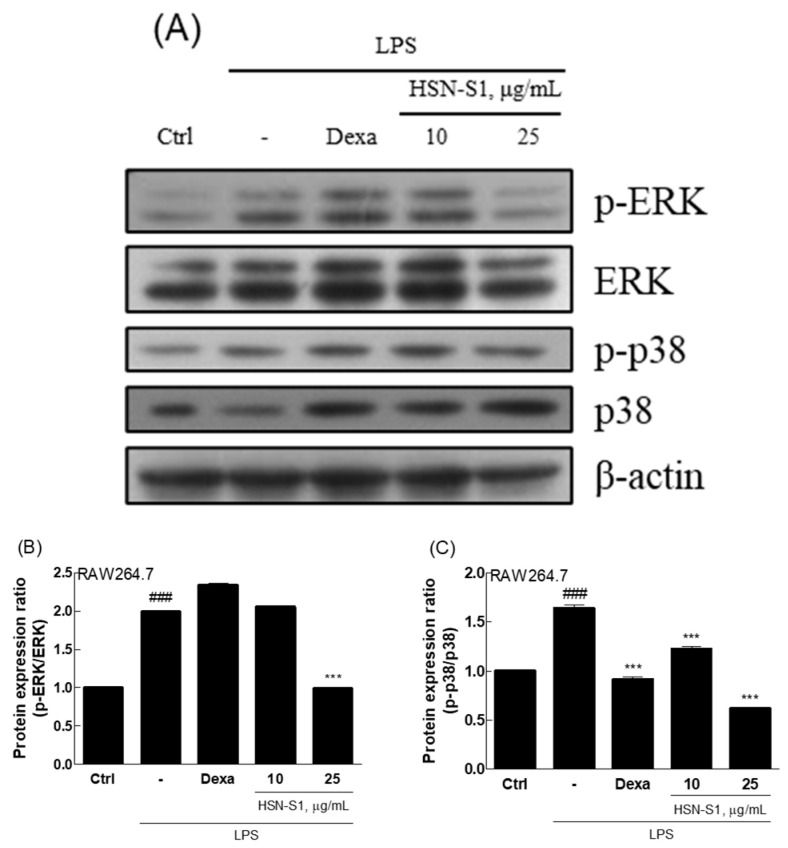 (A)
LPS
HSN-S1, μg/mL
Ctrl - Dexa 10 25
p-ERK
ERK
p-p38
p38
β-actin
(B)
RAW264.7
Protein expression ratio
(p-ERK/ERK)
2.5
2.0
1.5
1.0
0.5
0.0
###
***
Ctrl - Dexa 10 25
HSN-S1, μg/mL
LPS
(C)
RAW264.7
Protein expression ratio
(p-p38/p38)
2.0
1.5
1.0
0.5
0.0
###
***
***
***
Ctrl - Dexa 10 25
HSN-S1, μg/mL
LPS